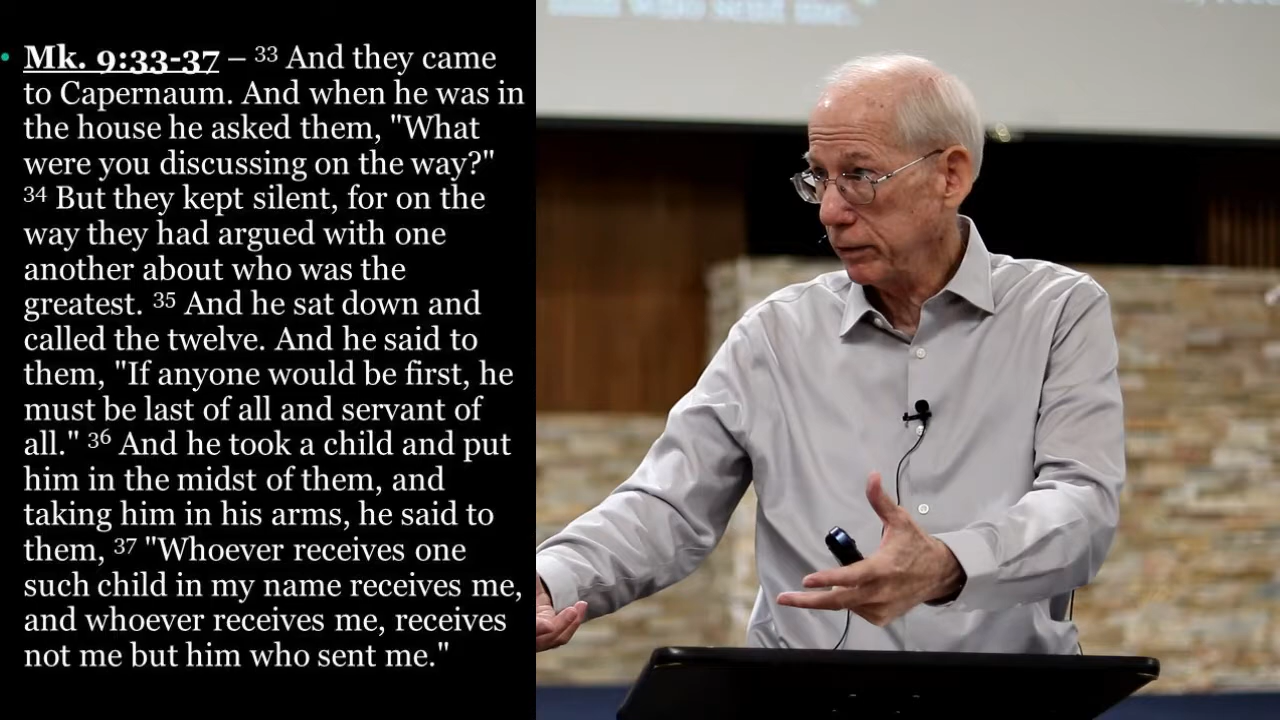 • Mk. 9:33-37 – 33 And they came
to Capernaum. And when he was in
the house he asked them, "What
were you discussing on the way?"
34 But they kept silent, for on the
way they had argued with one
another about who was the
greatest. 35 And he sat down and
called the twelve. And he said to
them, "If anyone would be first, he
must be last of all and servant of
all." 36 And he took a child and put
him in the midst of them, and
taking him in his arms, he said to
them, 37 "Whoever receives one
such child in my name receives me,
and whoever receives me, receives
not me but him who sent me."